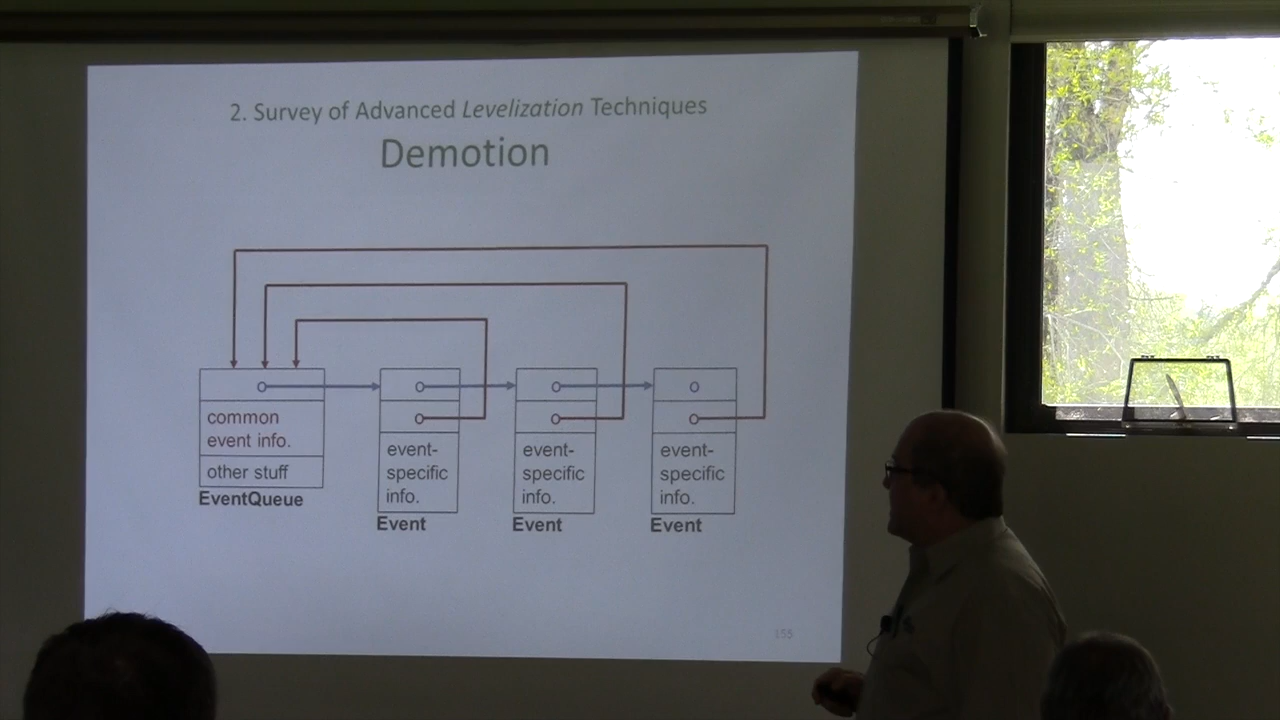 2. Survey of Advanced Levelization Techniques
Demotion
common
event info.
other stuff
EventQueue
event-
specific
info.
Event
event-
specific
info.
Event
event-
specific
info.
Event
155